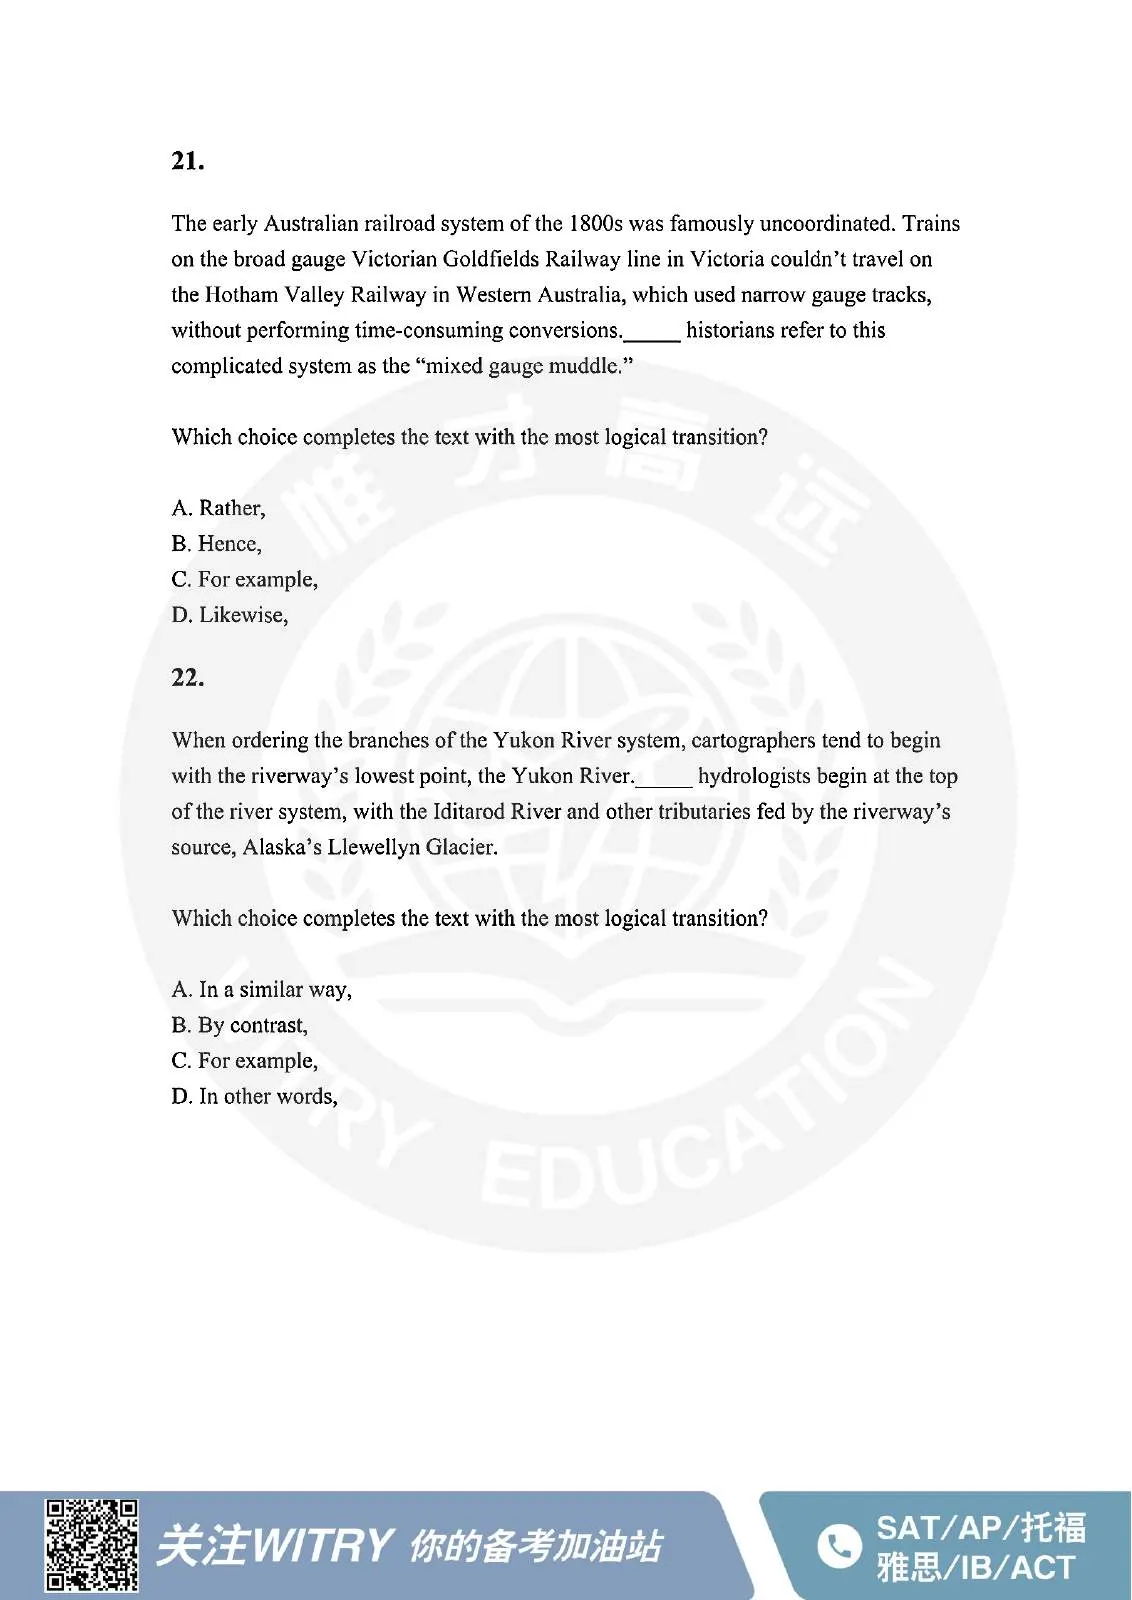 21.
The early Australian railroad system of the 1800s was famously uncoordinated. Trains
on the broad gauge Victorian Goldfields Railway line in Victoria couldn't travel on
the Hotham Valley Railway in Western Australia, which used narrow gauge tracks,
without performing time-consuming conversions._____ historians refer to this
complicated system as the “mixed gauge muddle.”
Which choice completes the text with the most logical transition?
A. Rather,
B. Hence,
C. For example,
D. Likewise,
22.
When ordering the branches of the Yukon River system, cartographers tend to begin
with the riverway’s lowest point, the Yukon River._____ hydrologists begin at the top
of the river system, with the Iditarod River and other tributaries fed by the riverway’s
source, Alaska’s Llewellyn Glacier.
Which choice completes the text with the most logical transition?
A. In a similar way,
B. By contrast,
C. For example,
D. In other words,
惟才高远
WITRY EDUCATION
关注WITRY 你的备考加油站
SAT/AP/托福
雅思/IB/ACT